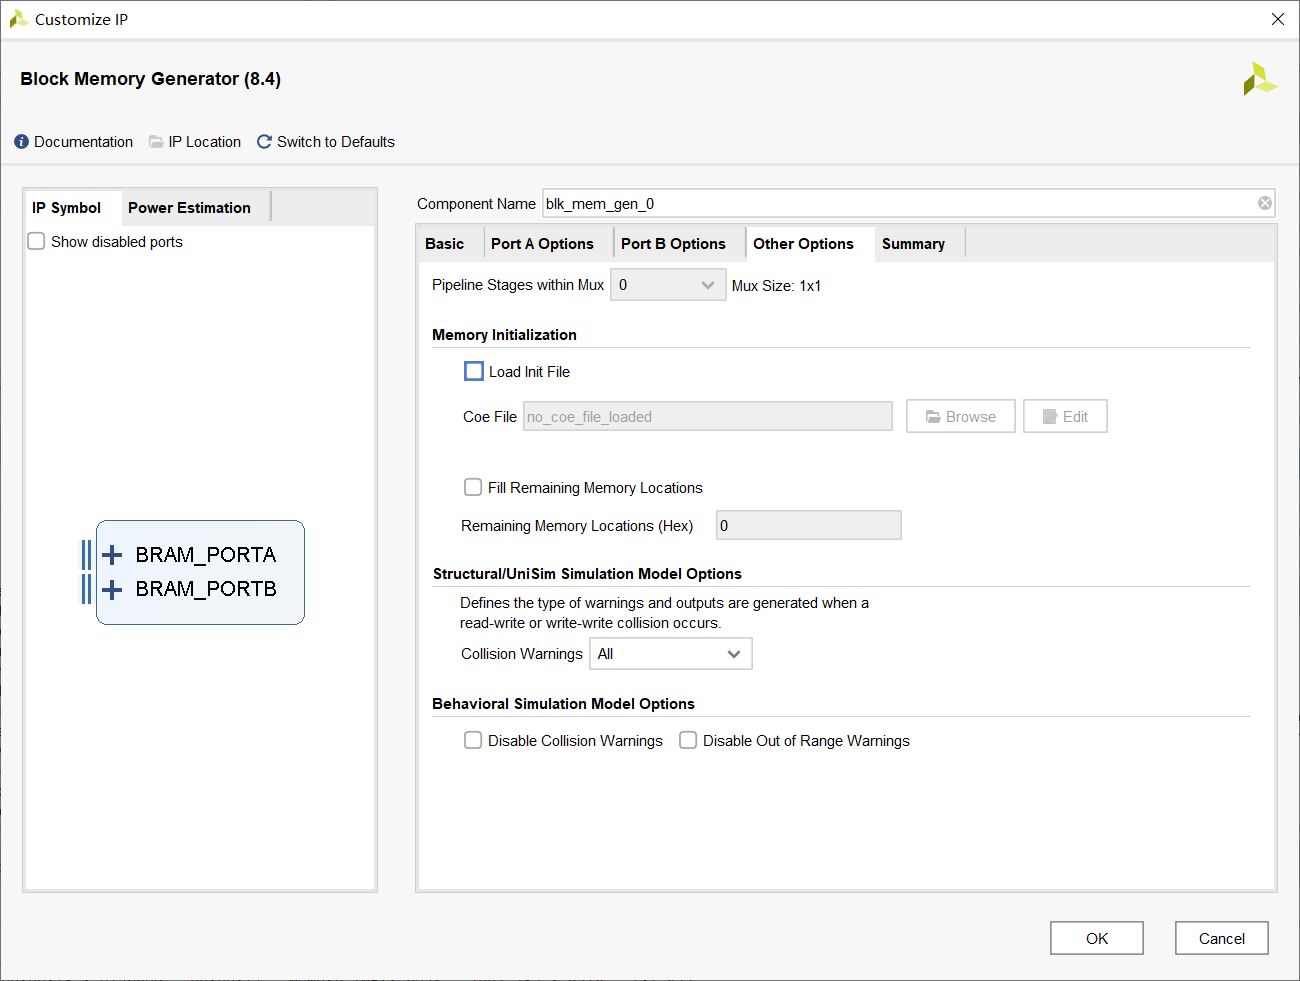 Customize IP
Block Memory Generator (8.4)
Documentation IP Location Switch to Defaults
IP Symbol Power Estimation
Show disabled ports
BRAM_PORTA
BRAM_PORTB
Component Name blk_mem_gen_0
Basic Port A Options Port B Options Other Options Summary
Pipeline Stages within Mux 0 Mux Size: 1x1
Memory Initialization
Load Init File
Coe File no_coe_file_loaded Browse Edit
Fill Remaining Memory Locations
Remaining Memory Locations (Hex) 0
Structural/UniSim Simulation Model Options
Defines the type of warnings and outputs are generated when a
read-write or write-write collision occurs.
Collision Warnings All
Behavioral Simulation Model Options
Disable Collision Warnings Disable Out of Range Warnings
OK Cancel